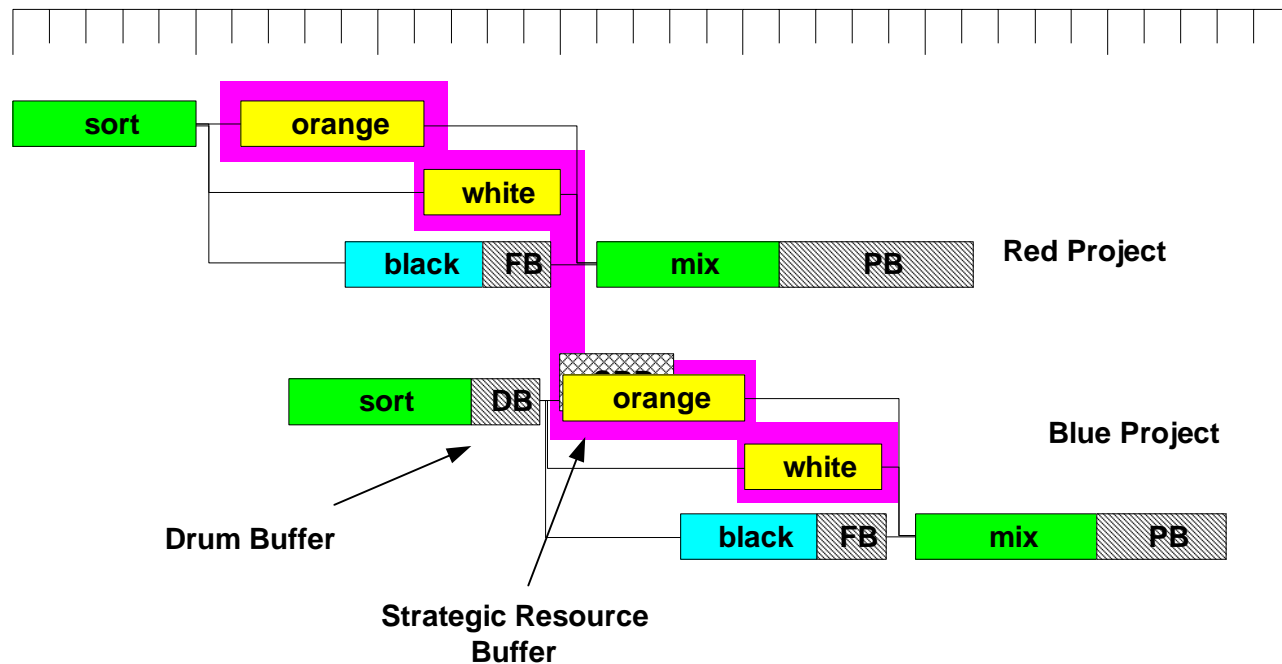 sort
orange
white
black
FB
mix
PB
Red Project
sort
DB
orange
Blue Project
white
Drum Buffer
black
FB
mix
PB
Strategic Resource
Buffer